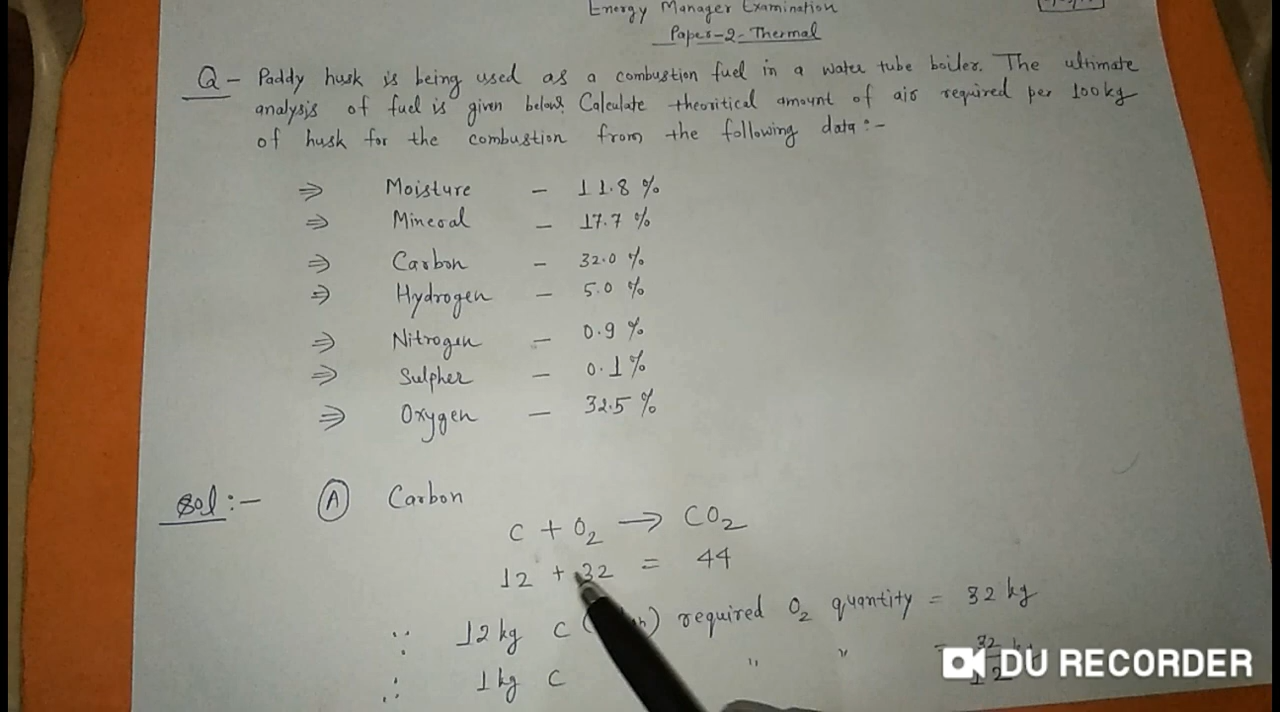 Energy Manager Examination
Paper-2-Thermal
Q - Paddy husk is being used as a combustion fuel in a water tube boiler. The ultimate
analysis of fuel is given below. Calculate theoritical amount of air required per 100kg
of husk for the combustion from the following data:-
⇒ Moisture - 11.8 %
⇒ Mineral - 17.7 %
⇒ Carbon - 32.0 %
⇒ Hydrogen - 5.0 %
⇒ Nitrogen - 0.9 %
⇒ Sulpher - 0.1 %
⇒ Oxygen - 32.5 %
Sol:- (A) Carbon
C + O₂ → CO₂
12 + 32 = 44
∵ 12 kg C required O₂ quantity = 32 kg
∴ 1 kg C " " = 32/12
DU RECORDER